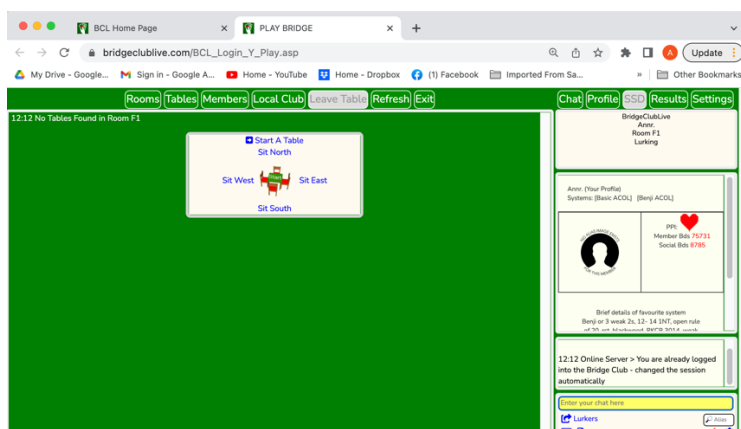 BCL Home Page
PLAY BRIDGE
bridgeclublive.com/BCL_Login_Y_Play.asp
Update
My Drive - Google...
Sign in - Google A...
Home - YouTube
Home - Dropbox
(1) Facebook
Imported From Sa...
»
Other Bookmarks
Rooms Tables Members Local Club Leave Table Refresh Exit
Chat Profile SSD Results Settings
12:12 No Tables Found in Room F1
Start A Table
Sit North
Sit West
Sit East
Sit South
BridgeClubLive
Annr.
Room F1
Lurking
Annr. (Your Profile)
Systems: [Basic ACOL] [Benji ACOL]
FOR THIS MEMBER
PPt:
Member Bds 75731
Social Bds 8785
Brief details of favourite system
Benji or 3 weak 2s, 12- 14 1NT, open rule
of 20, rst, blackwood, RKCB 3014, weak
12:12 Online Server > You are already logged
into the Bridge Club - changed the session
automatically
Enter your chat here
Lurkers
Alias